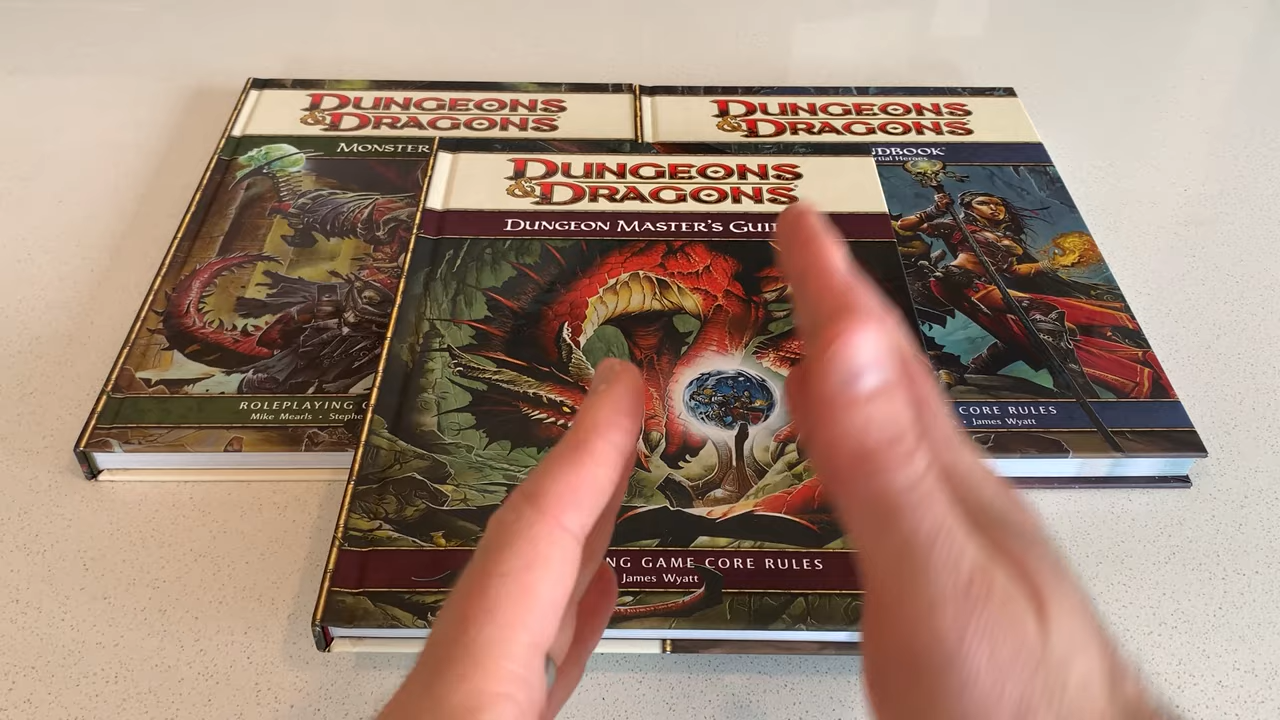 DUNGEONS
& DRAGONS
MONSTER
ROLEPLAYING
Mike Mearls • Stephe
DUNGEONS
& DRAGONS
NDBOOK
rtial Heroes
CORE RULES
• James Wyatt
DUNGEONS
& DRAGONS
DUNGEON MASTER'S GUI
NG GAME CORE RULES
James Wyatt